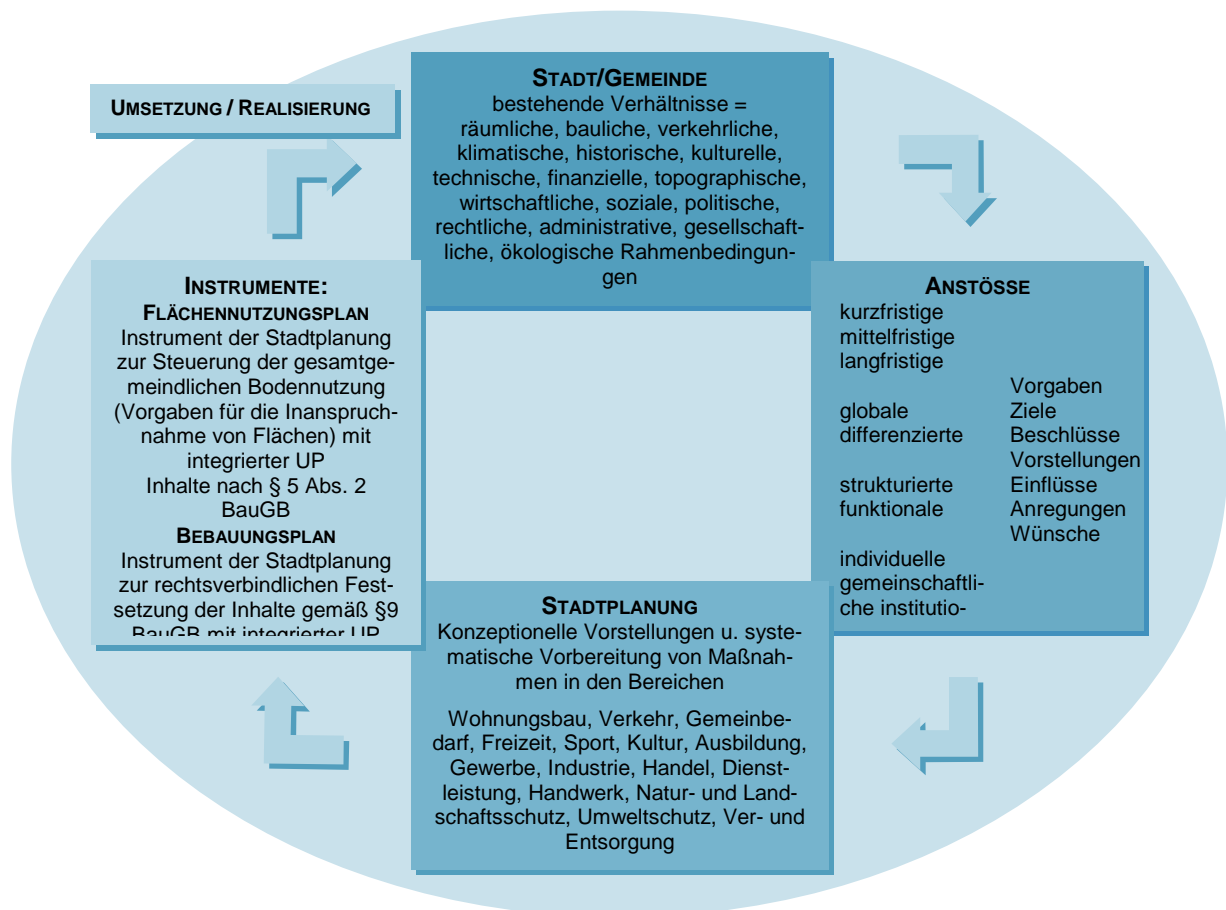 UMSETZUNG / REALISIERUNG
STADT/GEMEINDE
bestehende Verhältnisse =
räumliche, bauliche, verkehrliche,
klimatische, historische, kulturelle,
technische, finanzielle, topographische,
wirtschaftliche, soziale, politische,
rechtliche, administrative, gesellschaft-
liche, ökologische Rahmenbedingun-
gen
ANSTÖSSE
kurzfristige
mittelfristige
langfristige
globale
differenzierte
strukturierte
funktionale
individuelle
gemeinschaftli-
che institutio-
Vorgaben
Ziele
Beschlüsse
Vorstellungen
Einflüsse
Anregungen
Wünsche
STADTPLANUNG
Konzeptionelle Vorstellungen u. syste-
matische Vorbereitung von Maßnah-
men in den Bereichen
Wohnungsbau, Verkehr, Gemeinbe-
darf, Freizeit, Sport, Kultur, Ausbildung,
Gewerbe, Industrie, Handel, Dienst-
leistung, Handwerk, Natur- und Land-
schaftsschutz, Umweltschutz, Ver- und
Entsorgung
INSTRUMENTE:
FLÄCHENNUTZUNGSPLAN
Instrument der Stadtplanung
zur Steuerung der gesamtge-
meindlichen Bodennutzung
(Vorgaben für die Inanspruch-
nahme von Flächen) mit
integrierter UP
Inhalte nach § 5 Abs. 2
BauGB
BEBAUUNGSPLAN
Instrument der Stadtplanung
zur rechtsverbindlichen Fest-
setzung der Inhalte gemäß §9
BauGB mit integrierter UP